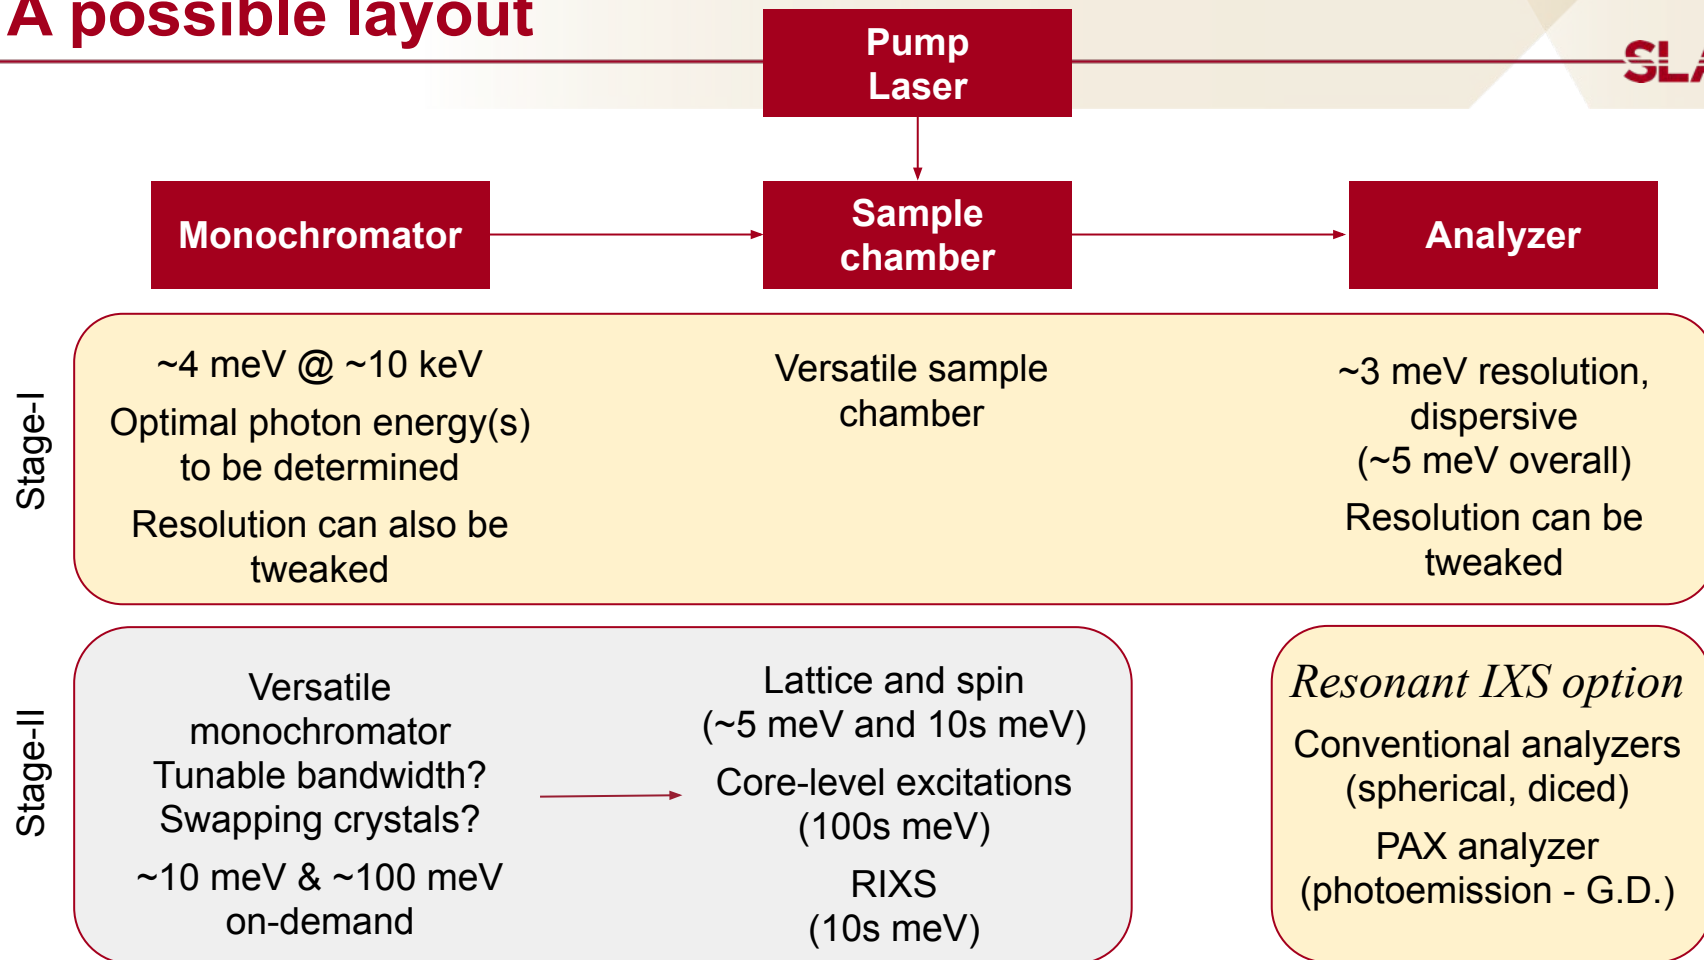 A possible layout
SLA
Pump
Laser
Monochromator
Sample
chamber
Analyzer
Stage-I
~4 meV @ ~10 keV
Optimal photon energy(s)
to be determined
Resolution can also be
tweaked
Versatile sample
chamber
~3 meV resolution,
dispersive
(~5 meV overall)
Resolution can be
tweaked
Stage-II
Versatile
monochromator
Tunable bandwidth?
Swapping crystals?
~10 meV & ~100 meV
on-demand
Lattice and spin
(~5 meV and 10s meV)
Core-level excitations
(100s meV)
RIXS
(10s meV)
Resonant IXS option
Conventional analyzers
(spherical, diced)
PAX analyzer
(photoemission - G.D.)